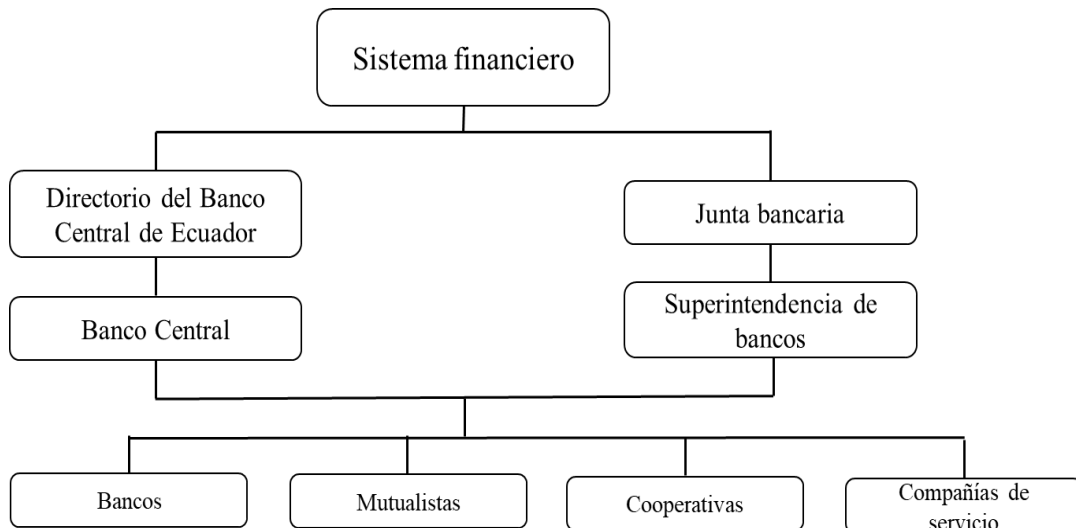 Sistema financiero
Directorio del Banco
Central de Ecuador
Junta bancaria
Banco Central
Superintendencia de
bancos
Bancos
Mutualistas
Cooperativas
Compañías de
servicio